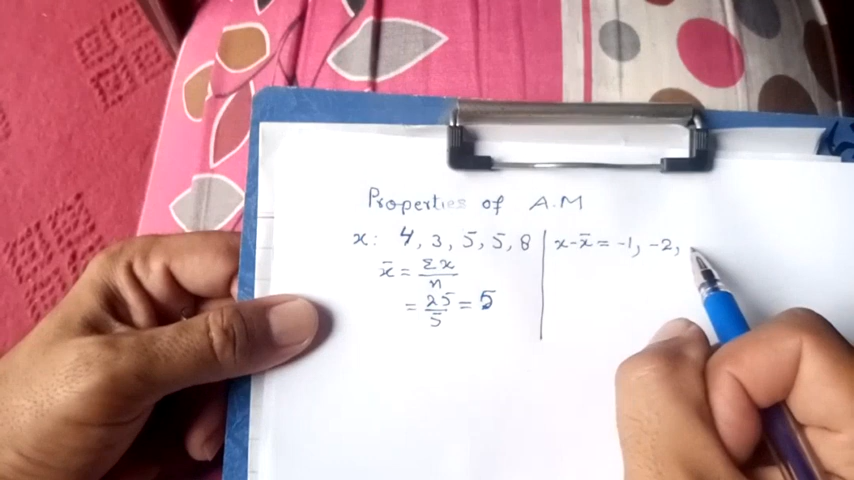 Properties of A.M
x: 4, 3, 5, 5, 8
x̄ = Σx/n
= 25/5 = 5
x-x̄ = -1, -2,